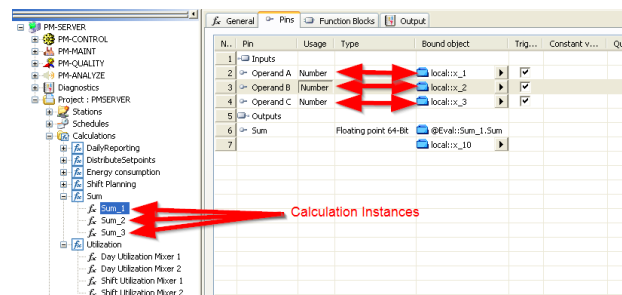 PM-SERVER
PM-CONTROL
PM-MAINT
PM-QUALITY
PM-ANALYZE
Diagnostics
Project : PMSERVER
Stations
Schedules
Calculations
DailyReporting
DistributeSetpoints
Energy consumption
Shift Planning
Sum
Sum_1
Sum_2
Sum_3
Utilization
Day Utilization Mixer 1
Day Utilization Mixer 2
Shift Utilization Mixer 1
Shift Utilization Mixer 2
General Pins Function Blocks Output
N.. Pin Usage Type Bound object Trig... Constant v... Qu
1 Inputs
2 Operand A Number local::x_1
3 Operand B Number local::x_2
4 Operand C Number local::x_3
5 Outputs
6 Sum Floating point 64-Bit @Eval::Sum_1.Sum
7 local::x_10
Calculation Instances